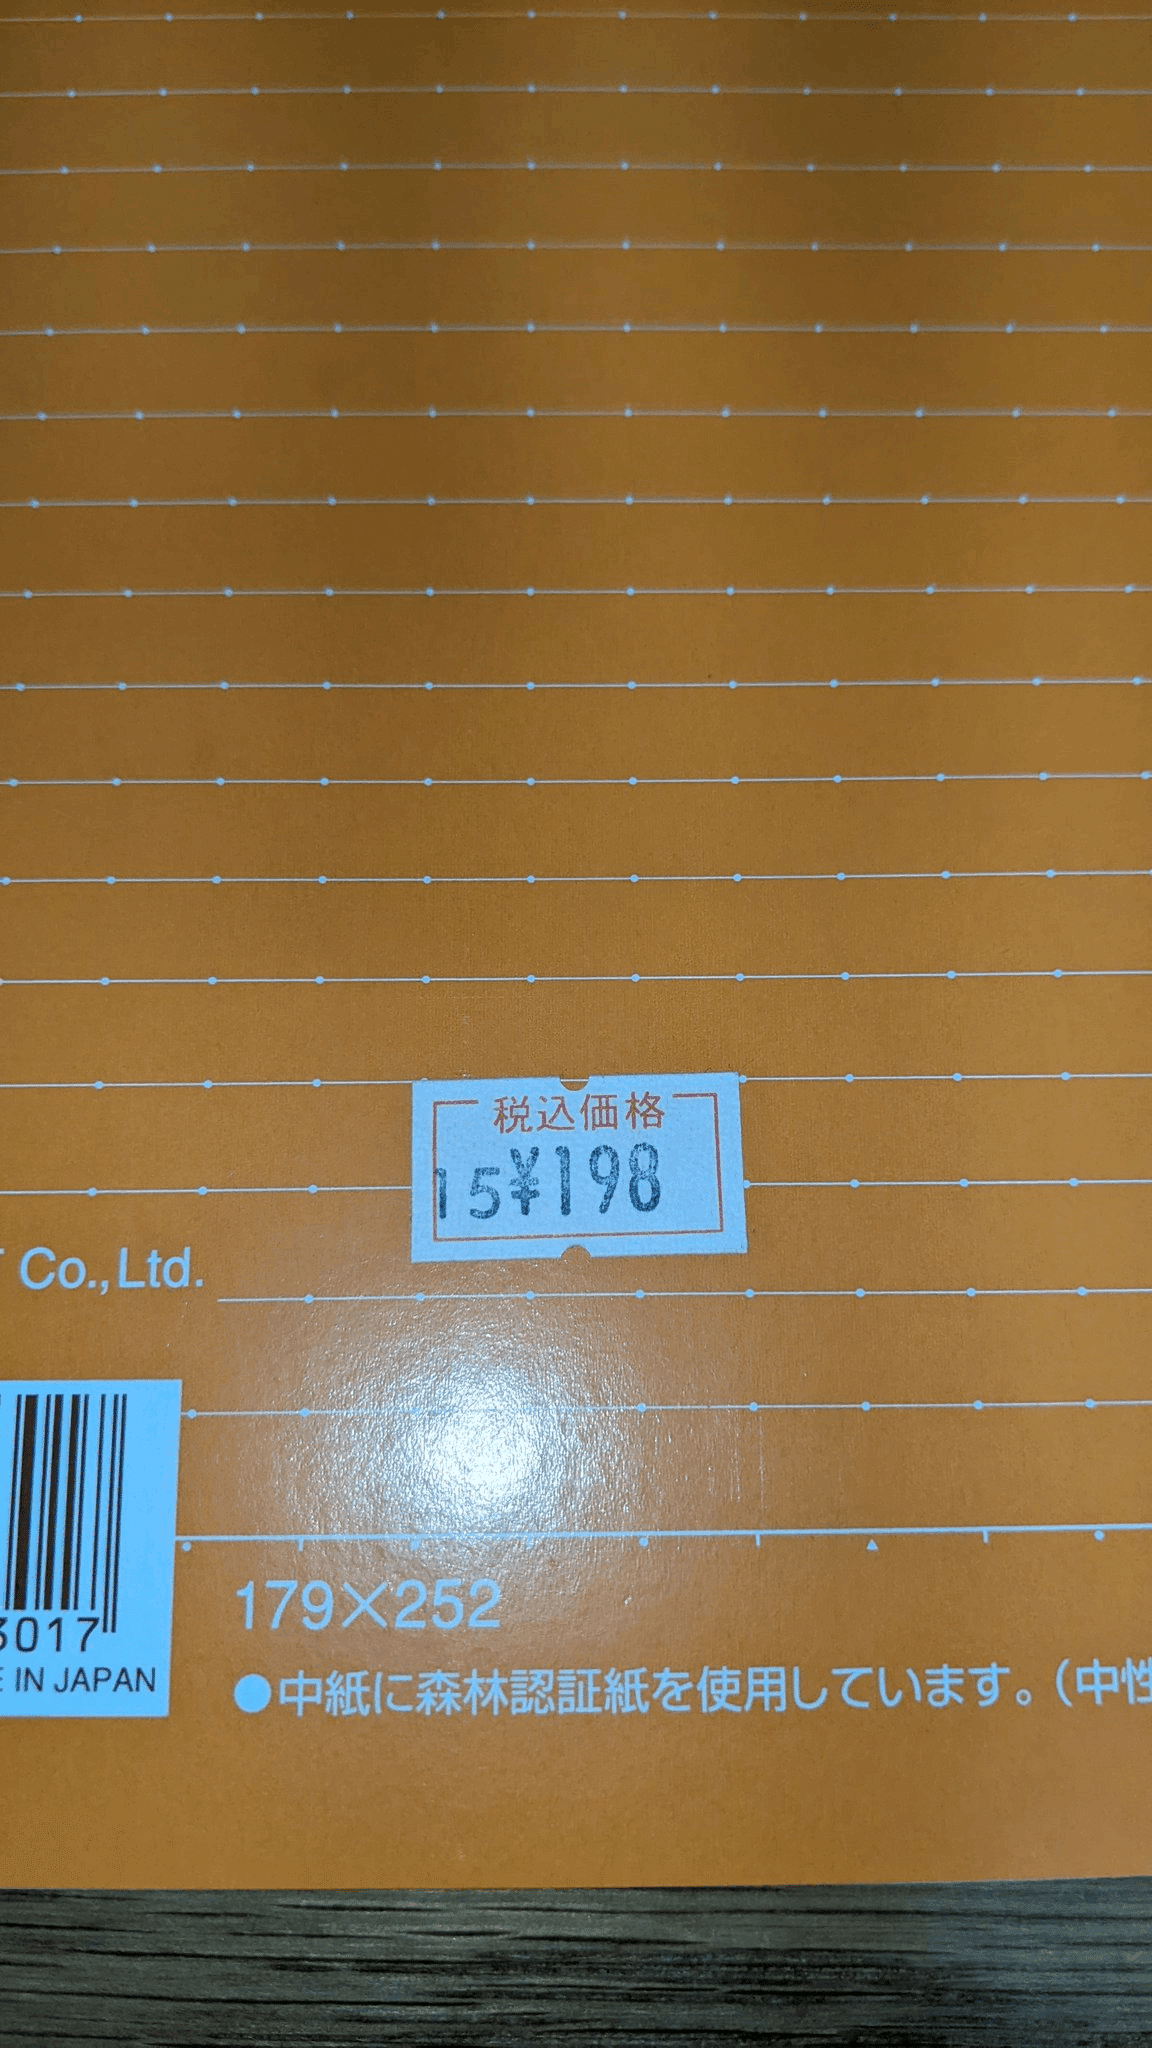 税込価格
15¥198
Co., Ltd.
3017
IN JAPAN
179×252
●中紙に森林認証紙を使用しています。(中性